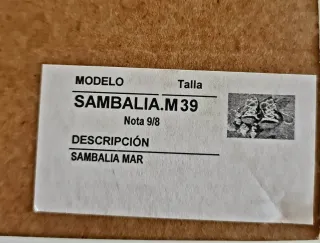 MODELO Talla
SAMBALIA.M 39
Nota 9/8
DESCRIPCIÓN
SAMBALIA MAR